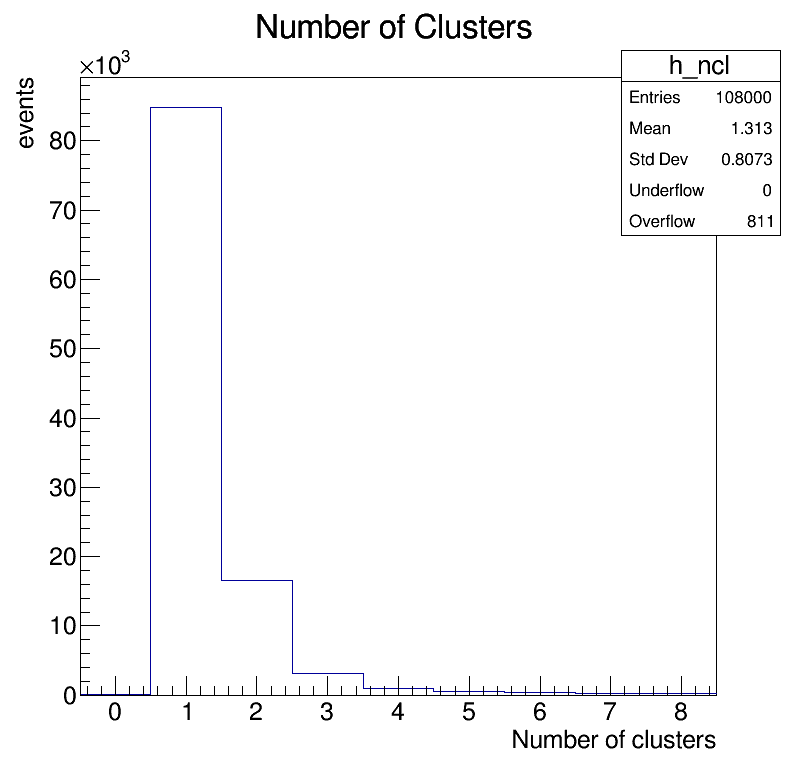 Number of Clusters
×10³
h_ncl
Entries 108000
Mean 1.313
Std Dev 0.8073
Underflow 0
Overflow 811
events
80
70
60
50
40
30
20
10
0
0 1 2 3 4 5 6 7 8
Number of clusters